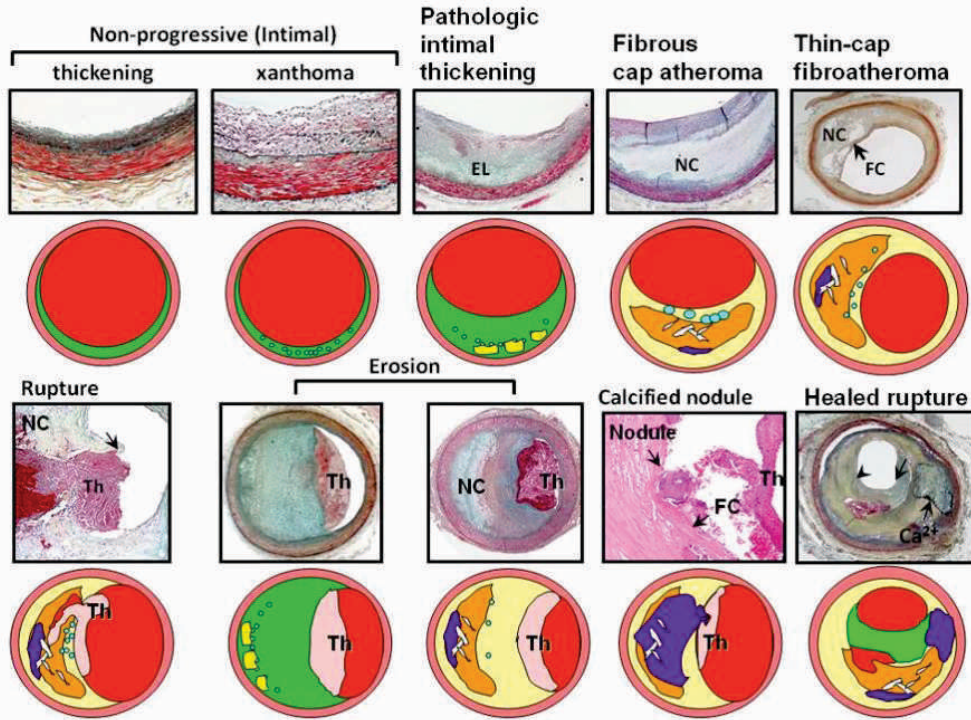 Non-progressive (Intimal)
thickening
xanthoma
Pathologic
intimal
thickening
Fibrous
cap atheroma
Thin-cap
fibroatheroma
EL
NC
NC
FC
Rupture
Erosion
Calcified nodule
Healed rupture
NC
Th
Th
NC
Th
Nodule
Th
FC
Ca2+
Th
Th
Th
Th